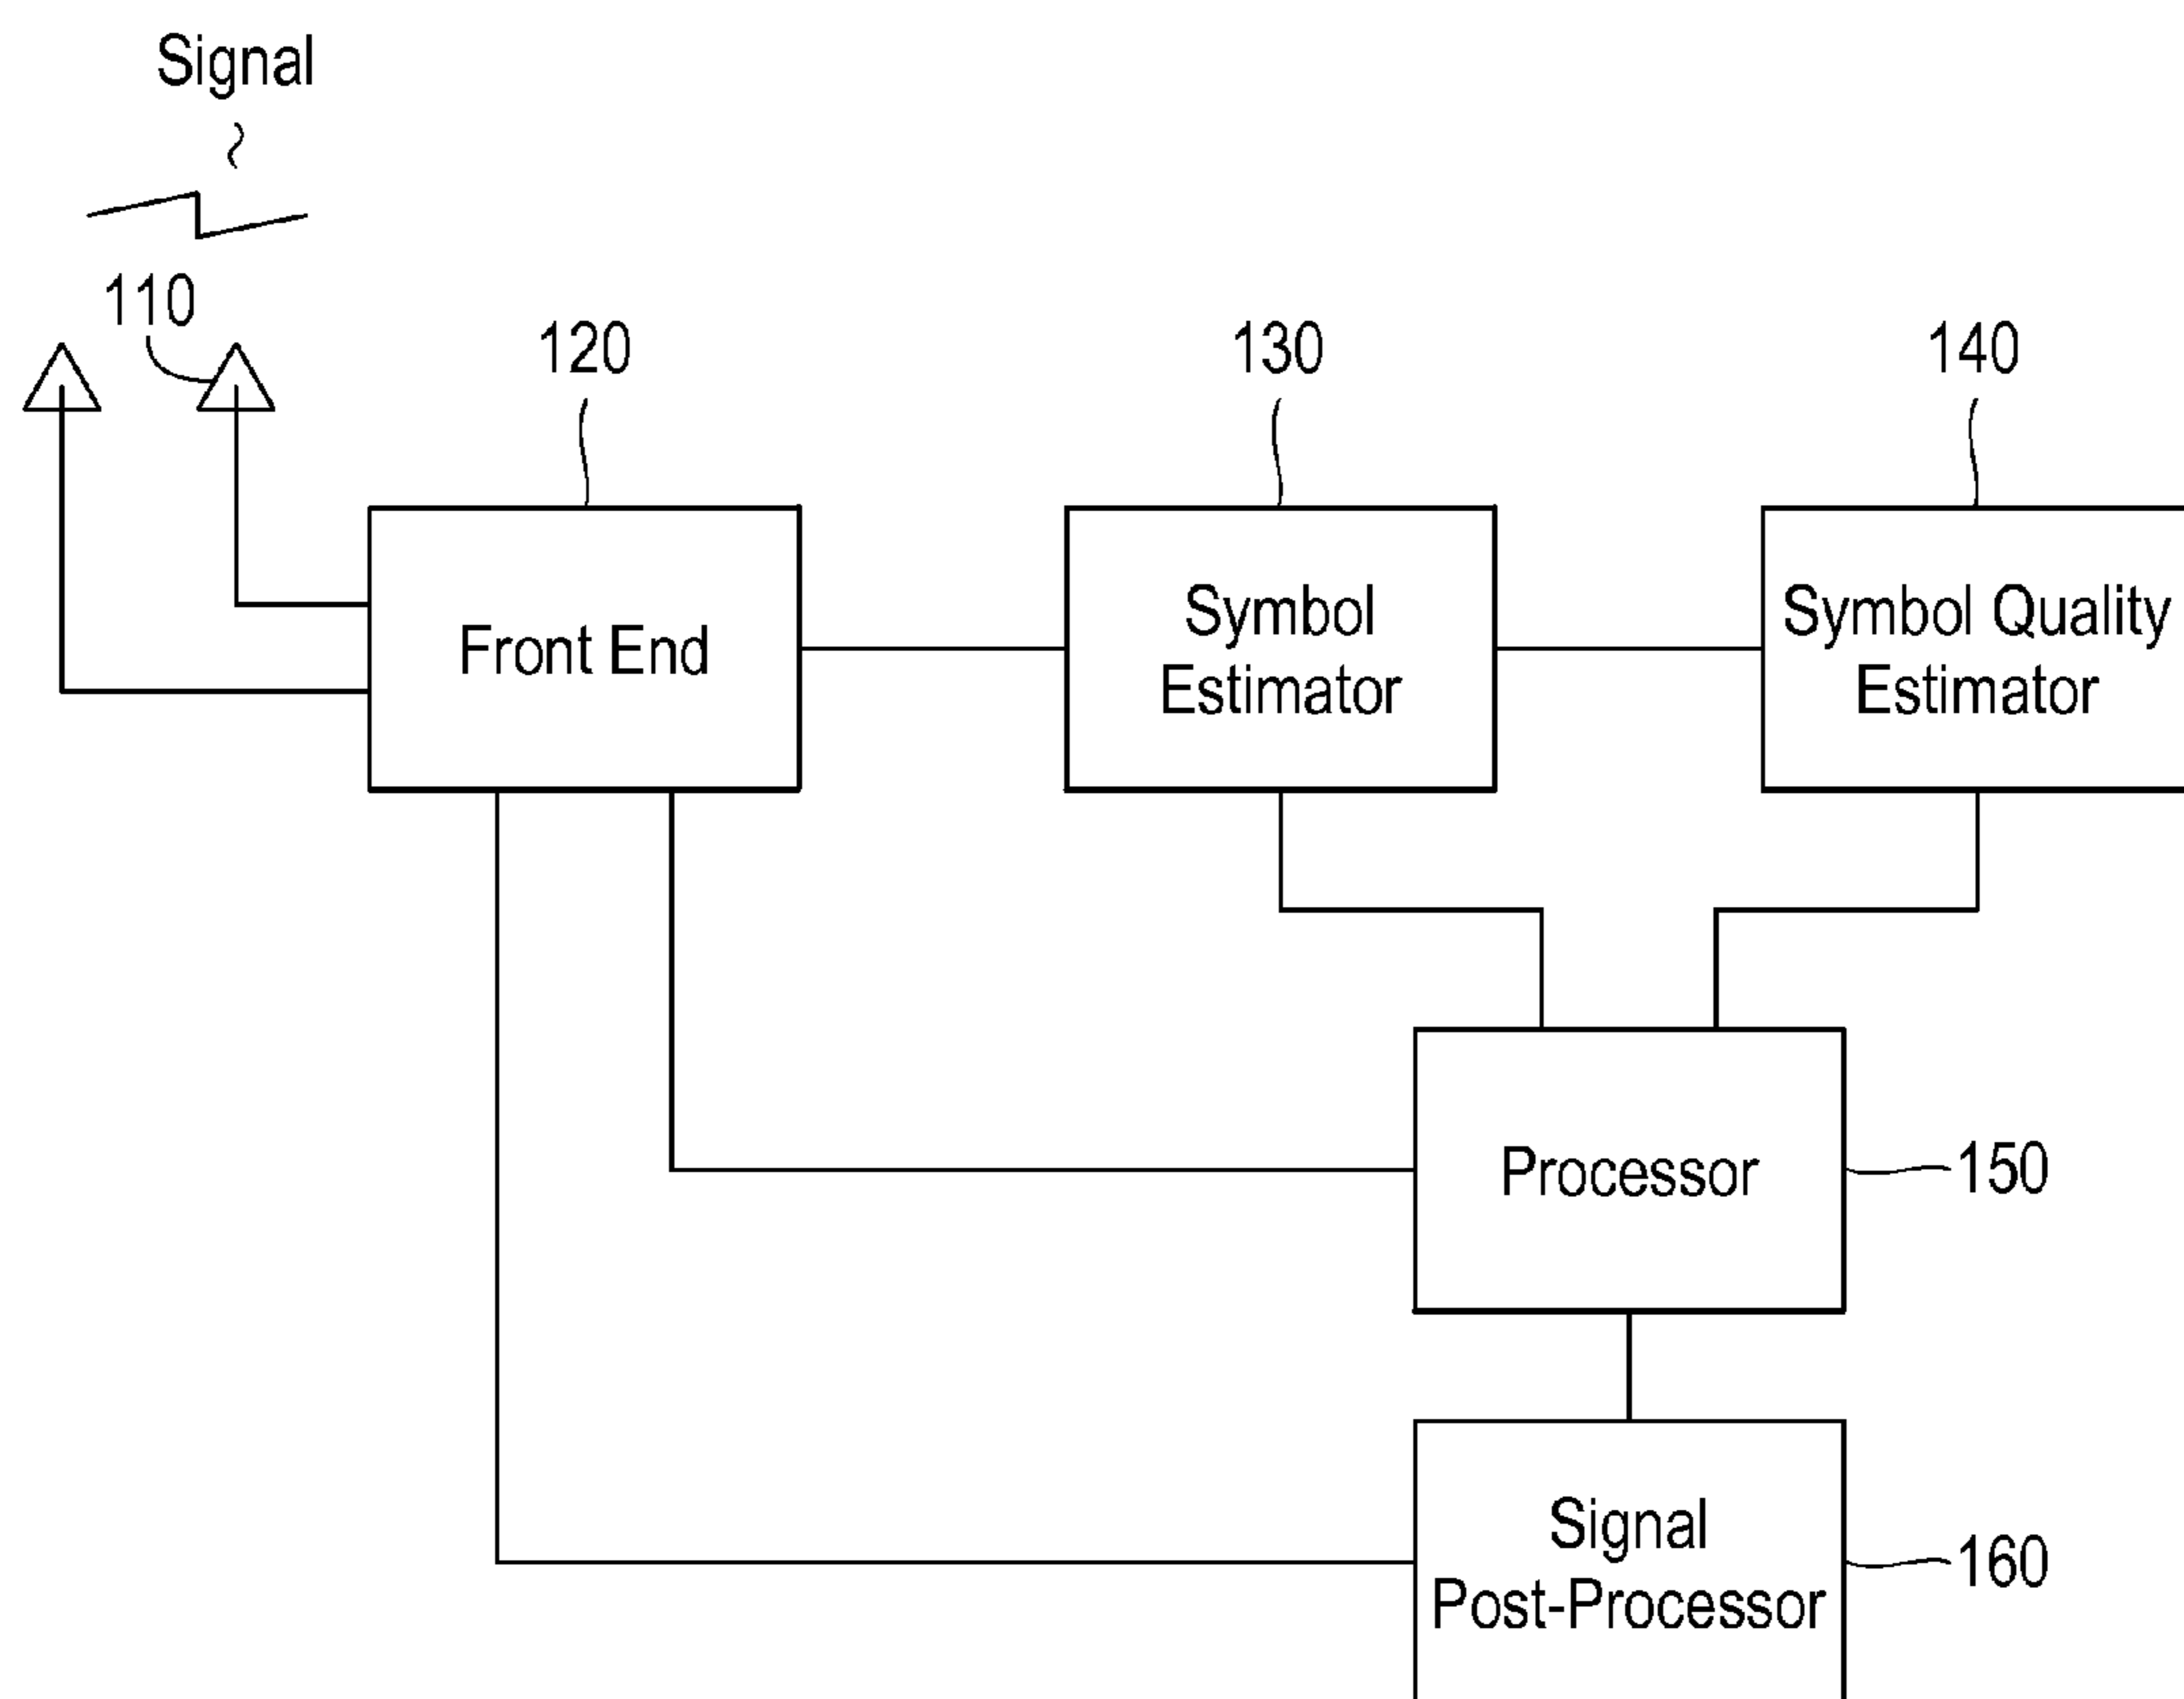 Signal
110
120
130
140
Front End
Symbol
Estimator
Symbol Quality
Estimator
Processor
150
Signal
Post-Processor
160